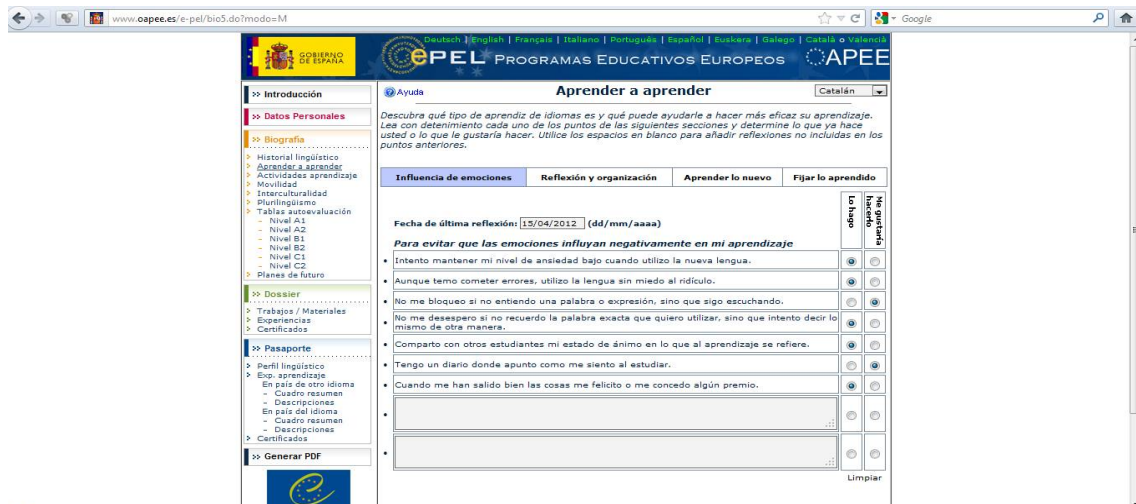 www.oapee.es/e-pel/bio5.do?modo=M
Google
GOBIERNO
DE ESPAÑA
Deutsch | English | Français | Italiano | Português | Español | Euskera | Galego | Català o Valencià
ePEL PROGRAMAS EDUCATIVOS EUROPEOS
OAPEE
>> Introducción
>> Datos Personales
>> Biografía
Historial lingüístico
Aprender a aprender
Actividades aprendizaje
Movilidad
Interculturalidad
Plurilingüismo
Tablas autoevaluación
– Nivel A1
– Nivel A2
– Nivel B1
– Nivel B2
– Nivel C1
– Nivel C2
Planes de futuro
>> Dossier
Trabajos / Materiales
Experiencias
Certificados
>> Pasaporte
Perfil lingüístico
Exp. aprendizaje
En país de otro idioma
– Cuadro resumen
– Descripciones
En país del idioma
– Cuadro resumen
– Descripciones
Certificados
>> Generar PDF
Ayuda
Aprender a aprender
Catalán
Descubra qué tipo de aprendiz de idiomas es y qué puede ayudarle a hacer más eficaz su aprendizaje.
Lea con detenimiento cada uno de los puntos de las siguientes secciones y determine lo que ya hace
usted o lo que le gustaría hacer. Utilice los espacios en blanco para añadir reflexiones no incluidas en los
puntos anteriores.
Influencia de emociones
Reflexión y organización
Aprender lo nuevo
Fijar lo aprendido
Fecha de última reflexión: 15/04/2012 (dd/mm/aaaa)
Lo hago
Me gustaría
hacerlo
Para evitar que las emociones influyan negativamente en mi aprendizaje
• Intento mantener mi nivel de ansiedad bajo cuando utilizo la nueva lengua.
• Aunque temo cometer errores, utilizo la lengua sin miedo al ridículo.
• No me bloqueo si no entiendo una palabra o expresión, sino que sigo escuchando.
• No me desespero si no recuerdo la palabra exacta que quiero utilizar, sino que intento decir lo
mismo de otra manera.
• Comparto con otros estudiantes mi estado de ánimo en lo que al aprendizaje se refiere.
• Tengo un diario donde apunto como me siento al estudiar.
• Cuando me han salido bien las cosas me felicito o me concedo algún premio.
Limpiar